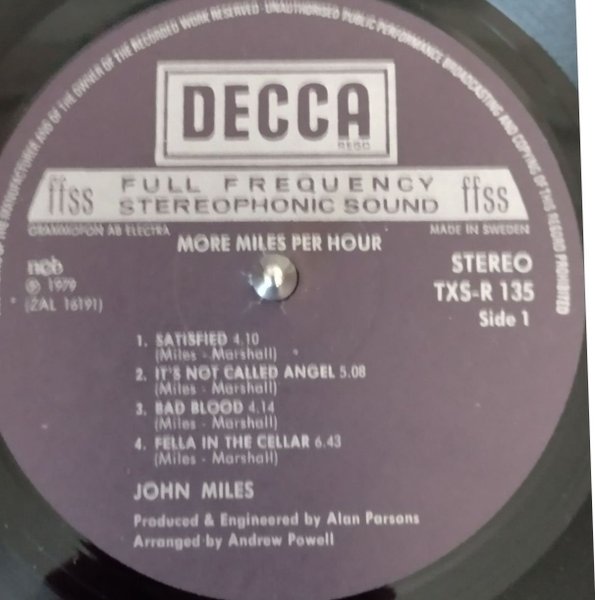 OF THE MANUFACTURER AND OF THE OWNER OF THE RECORDED WORK RESERVED · UNAUTHORISED PUBLIC PERFORMANCE, BROADCASTING AND COPYING OF THIS RECORD PROHIBITED
DECCA
REGD
ffss FULL FREQUENCY STEREOPHONIC SOUND ffss
GRAMMOFON AB ELECTRA MADE IN SWEDEN
MORE MILES PER HOUR
ncb STEREO
℗ 1979 TXS-R 135
(ZAL 16191) Side 1
1. SATISFIED 4.10
(Miles - Marshall)
2. IT'S NOT CALLED ANGEL 5.08
(Miles - Marshall)
3. BAD BLOOD 4.14
(Miles - Marshall)
4. FELLA IN THE CELLAR 6.43
(Miles - Marshall)
JOHN MILES
Produced & Engineered by Alan Parsons
Arranged by Andrew Powell